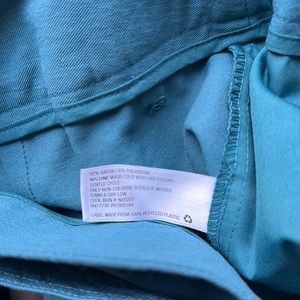 RAYON / 8% POLYESTER
MACHINE WASH COLD WITH LIKE COLORS
GENTLE CYCLE
ONLY NON-CHLORINE BLEACH IF NEEDED
TUMBLE DRY LOW
COOL IRON IF NEEDED
LABEL MADE FROM 100% RECYCLED PLASTIC